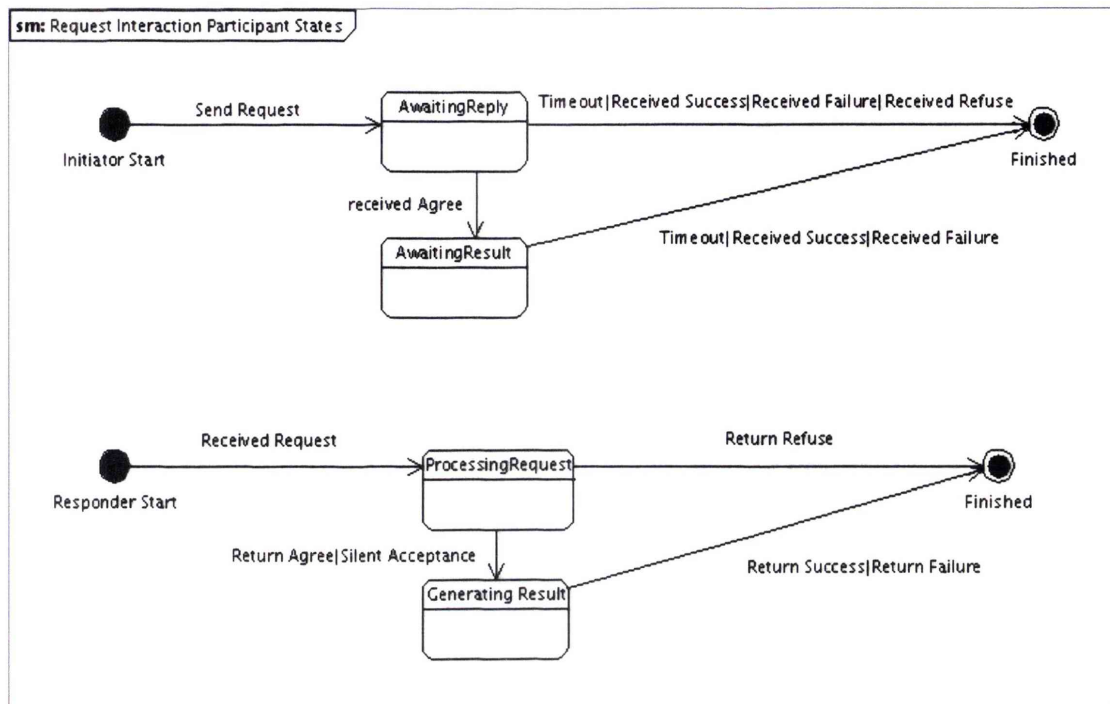 sm: Request Interaction Participant States
Send Request
AwaitingReply
Timeout|Received Success|Received Failure|Received Refuse
Initiator Start
Finished
received Agree
AwaitingResult
Timeout|Received Success|Received Failure
Received Request
ProcessingRequest
Return Refuse
Responder Start
Finished
Return Agree|Silent Acceptance
Return Success|Return Failure
Generating Result